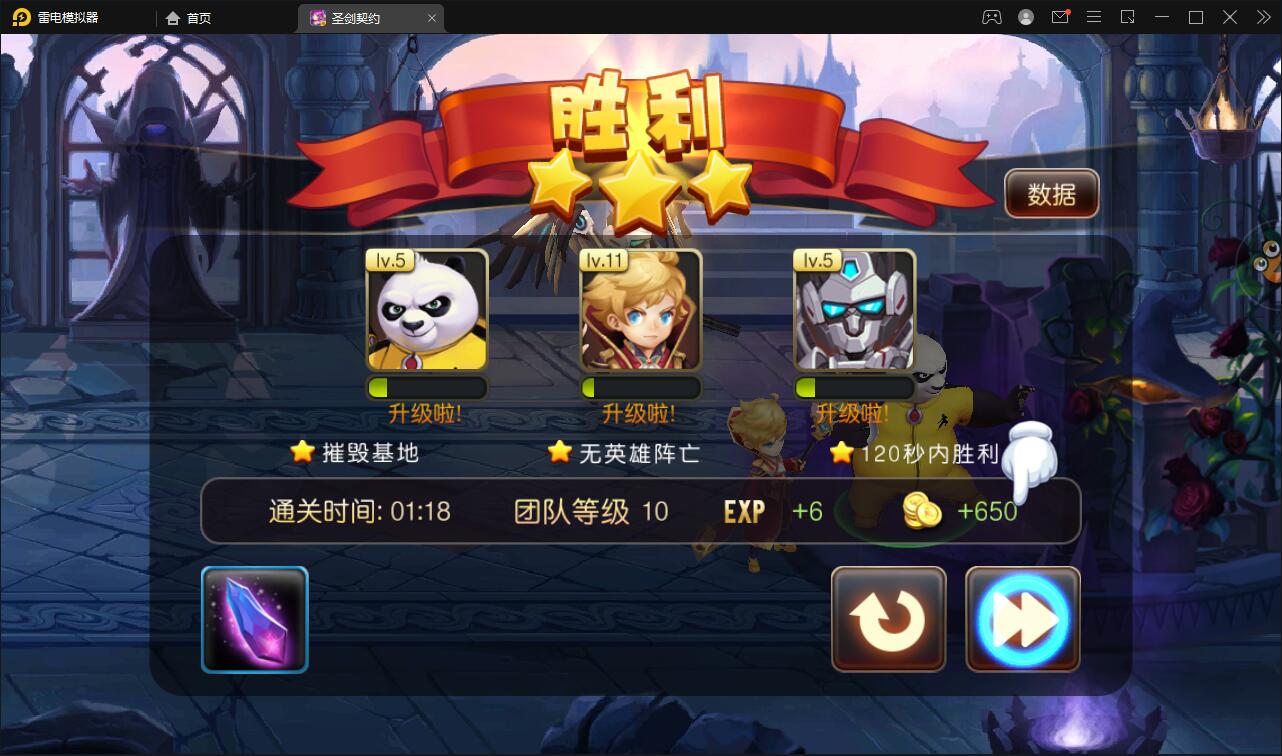 雷电模拟器 首页 圣剑契约
胜利
数据
lv.5 lv.11 lv.5
升级啦! 升级啦! 升级啦!
摧毁基地 无英雄阵亡 120秒内胜利
通关时间: 01:18 团队等级 10 EXP +6 +650